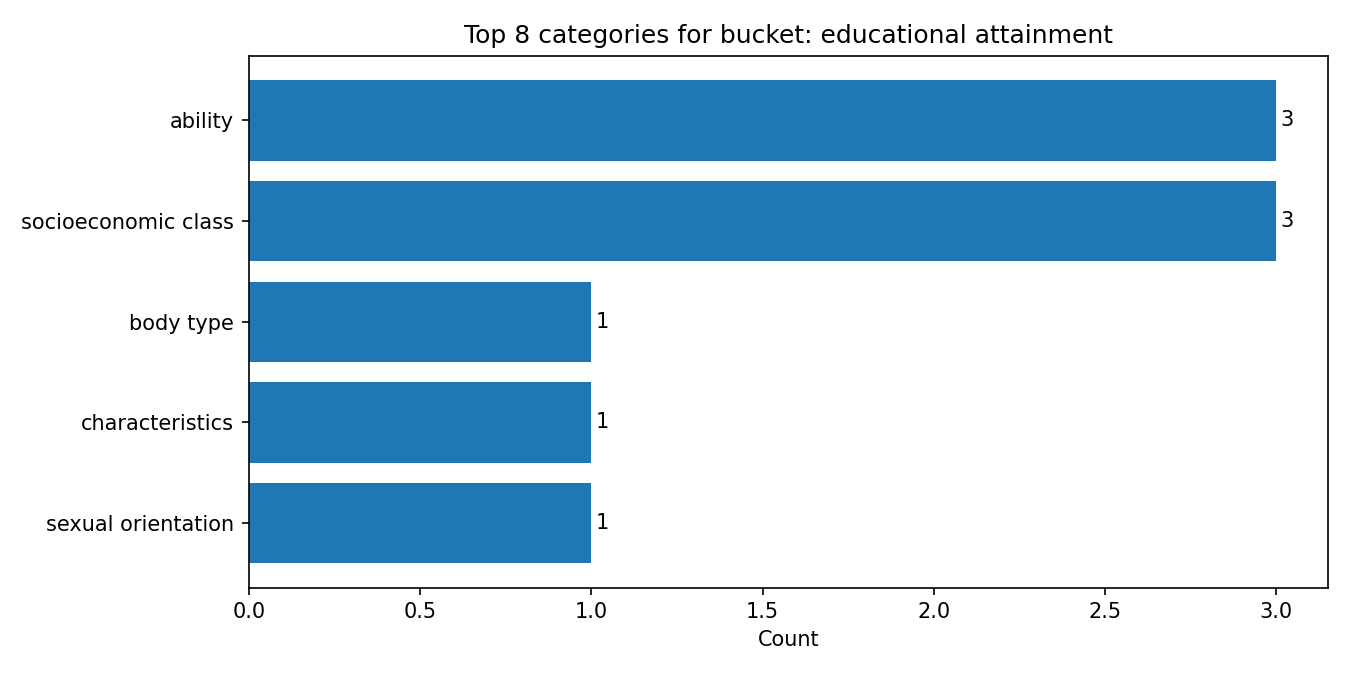 Top 8 categories for bucket: educational attainment
ability
3
socioeconomic class
3
body type
1
characteristics
1
sexual orientation
1
0.0 0.5 1.0 1.5 2.0 2.5 3.0
Count